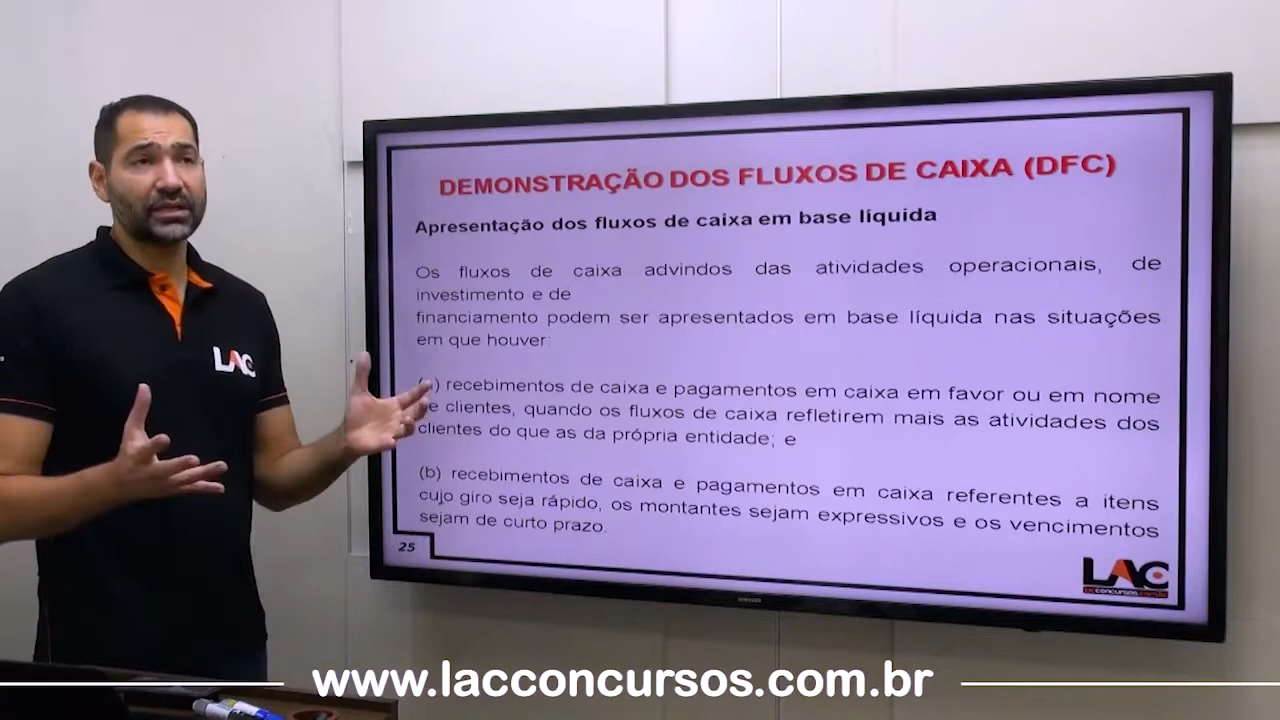 DEMONSTRAÇÃO DOS FLUXOS DE CAIXA (DFC)
Apresentação dos fluxos de caixa em base líquida
Os fluxos de caixa advindos das atividades operacionais, de
investimento e de
financiamento podem ser apresentados em base líquida nas situações
em que houver:
) recebimentos de caixa e pagamentos em caixa em favor ou em nome
e clientes, quando os fluxos de caixa refletirem mais as atividades dos
clientes do que as da própria entidade; e
(b) recebimentos de caixa e pagamentos em caixa referentes a itens
cujo giro seja rápido, os montantes sejam expressivos e os vencimentos
sejam de curto prazo.
25
LAC
lacconcursos.com.br
SAMSUNG
LAC
www.lacconcursos.com.br